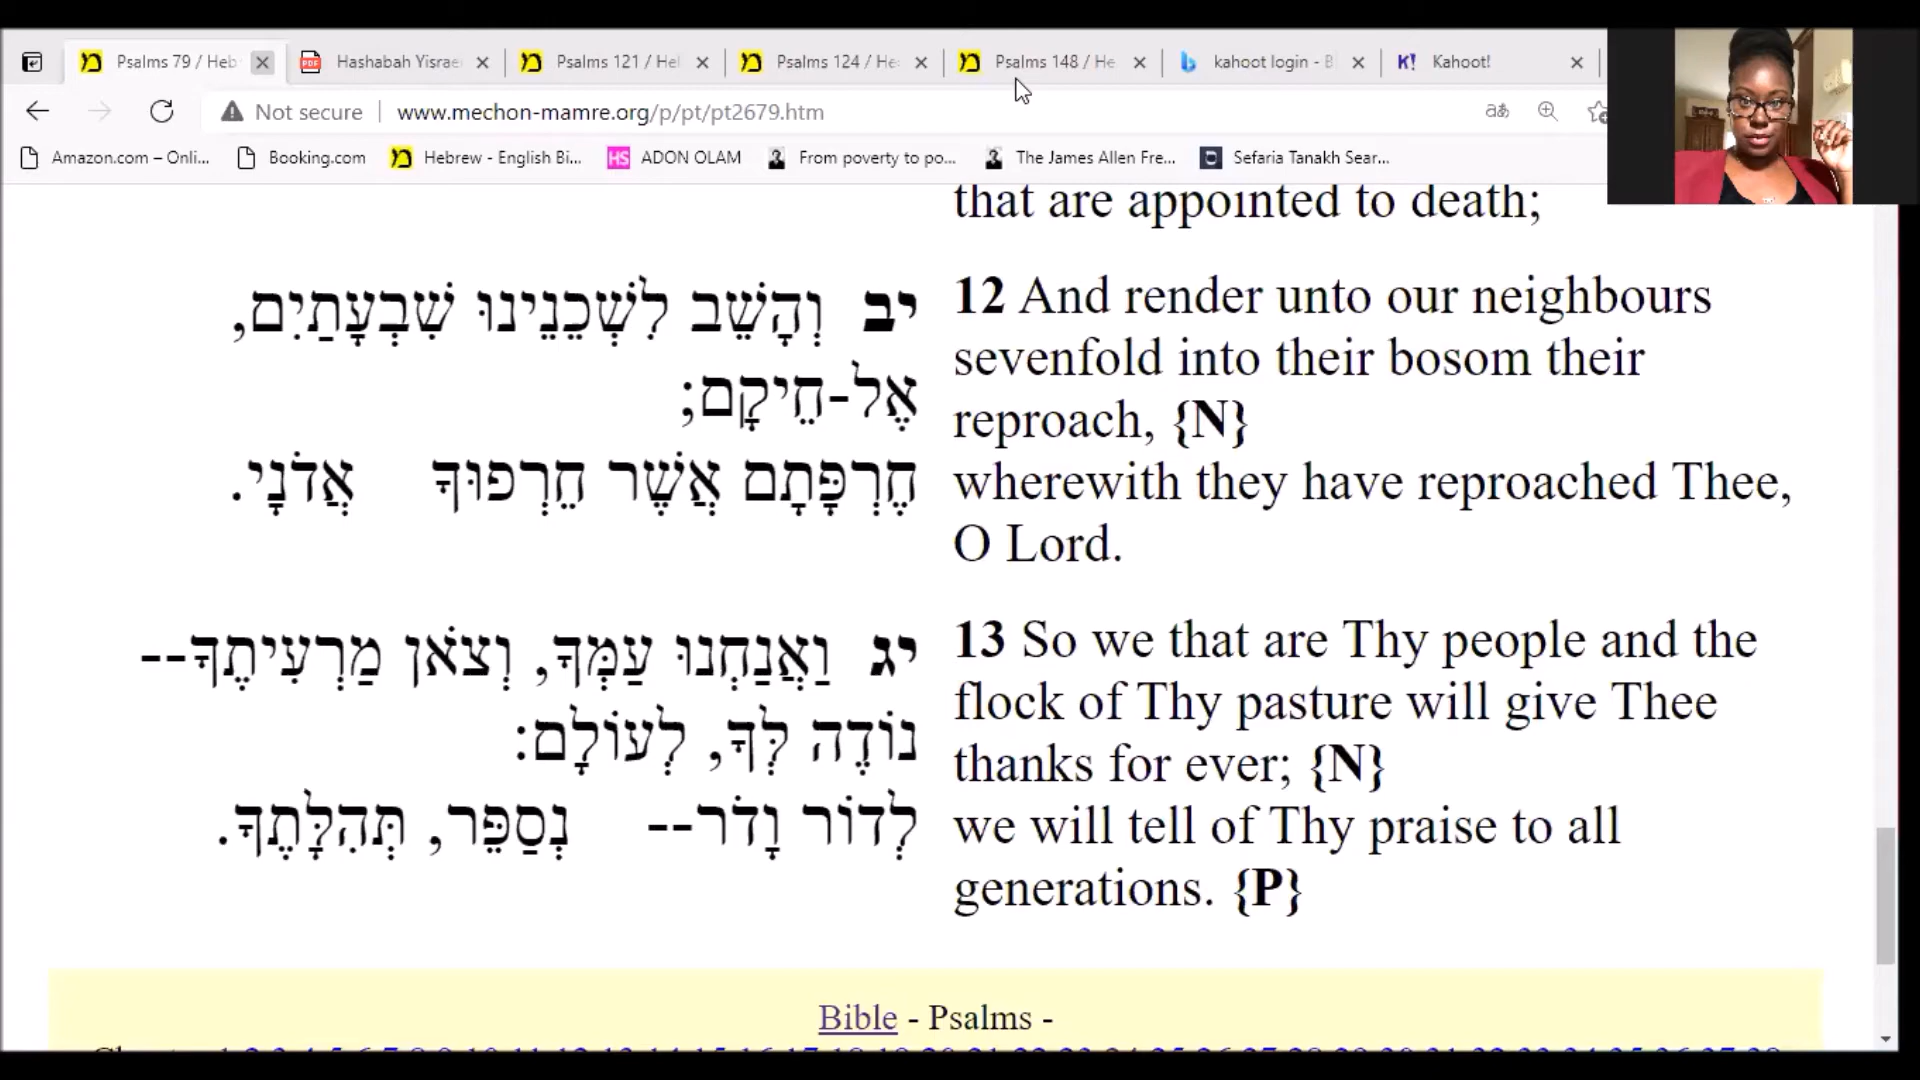 Psalms 79 / Heb
Hashabah Yisrae
Psalms 121 / He
Psalms 124 / He
Psalms 148 / He
kahoot login - B
K! Kahoot!
Not secure www.mechon-mamre.org/p/pt/pt2679.htm
Amazon.com – Onli...
Booking.com
Hebrew - English Bi...
HS ADON OLAM
From poverty to po...
The James Allen Fre...
Sefaria Tanakh Sear...
that are appointed to death;
יב וְהָשֵׁב לִשְׁכֵנֵינוּ שִׁבְעָתַיִם,
אֶל-חֵיקָם;
חֶרְפָּתָם אֲשֶׁר חֵרְפוּךָ אֲדֹנָי.
12 And render unto our neighbours
sevenfold into their bosom their
reproach, {N}
wherewith they have reproached Thee,
O Lord.
יג וַאֲנַחְנוּ עַמְּךָ, וְצֹאן מַרְעִיתֶךָ--
נוֹדֶה לְּךָ, לְעוֹלָם:
לְדוֹר וָדֹר-- נְסַפֵּר, תְּהִלָּתֶךָ.
13 So we that are Thy people and the
flock of Thy pasture will give Thee
thanks for ever; {N}
we will tell of Thy praise to all
generations. {P}
Bible - Psalms -